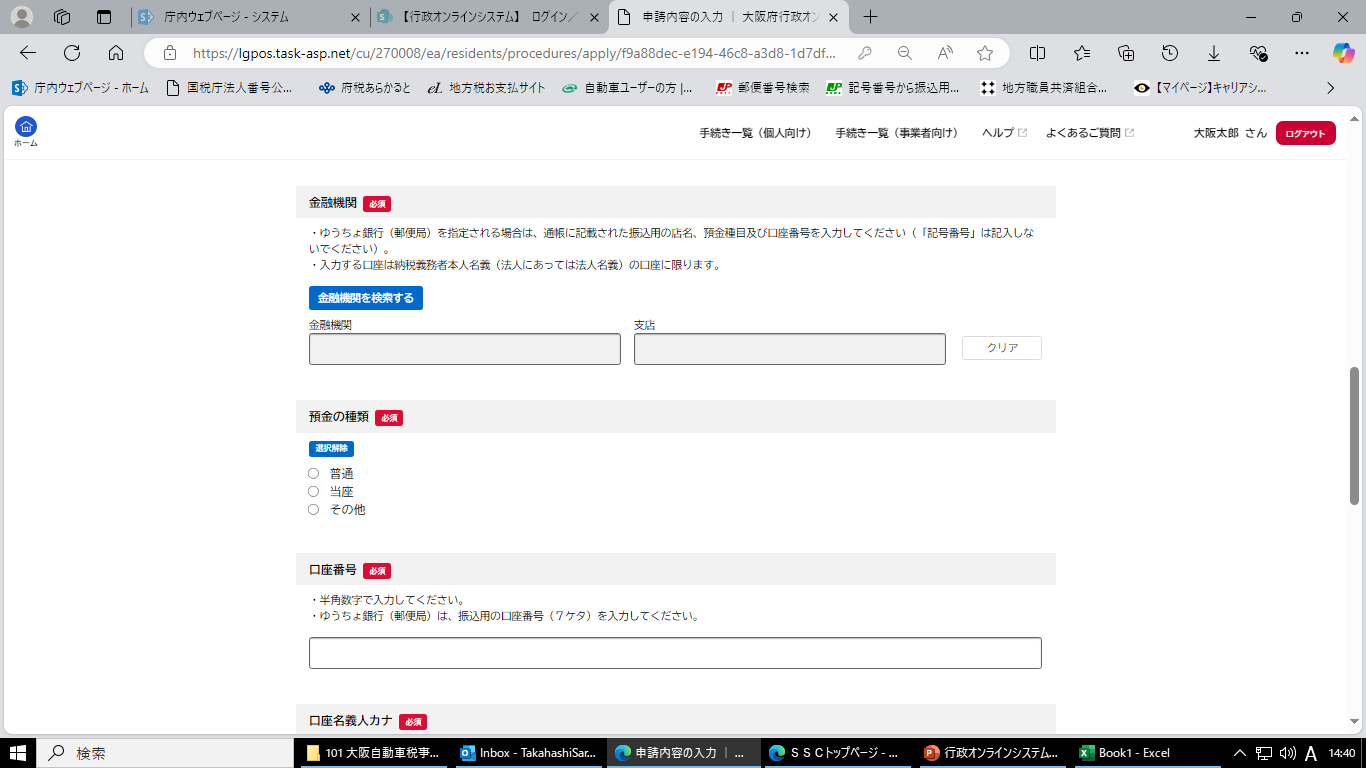 庁内ウェブページ - システム
【行政オンラインシステム】 ログイン／
申請内容の入力 ｜ 大阪府行政オン
https://lgpos.task-asp.net/cu/270008/ea/residents/procedures/apply/f9a88dec-e194-46c8-a3d8-1d7df...
庁内ウェブページ - ホーム
国税庁法人番号公...
府税あらかると
地方税お支払サイト
自動車ユーザーの方 |...
郵便番号検索
記号番号から振込用...
地方職員共済組合...
【マイページ】キャリアシ...
ホーム
手続き一覧（個人向け）
手続き一覧（事業者向け）
ヘルプ
よくあるご質問
大阪太郎 さん
ログアウト
金融機関 必須
・ゆうちょ銀行（郵便局）を指定される場合は、通帳に記載された振込用の店名、預金種目及び口座番号を入力してください（「記号番号」は記入しな
いでください）。
・入力する口座は納税義務者本人名義（法人にあっては法人名義）の口座に限ります。
金融機関を検索する
金融機関
支店
クリア
預金の種類 必須
選択解除
普通
当座
その他
口座番号 必須
・半角数字で入力してください。
・ゆうちょ銀行（郵便局）は、振込用の口座番号（７ケタ）を入力してください。
口座名義人カナ 必須
検索
101 大阪自動車税事...
Inbox - TakahashiSar...
申請内容の入力 ｜ ...
ＳＳＣトップページ - ...
行政オンラインシステム...
Book1 - Excel
A
14:40